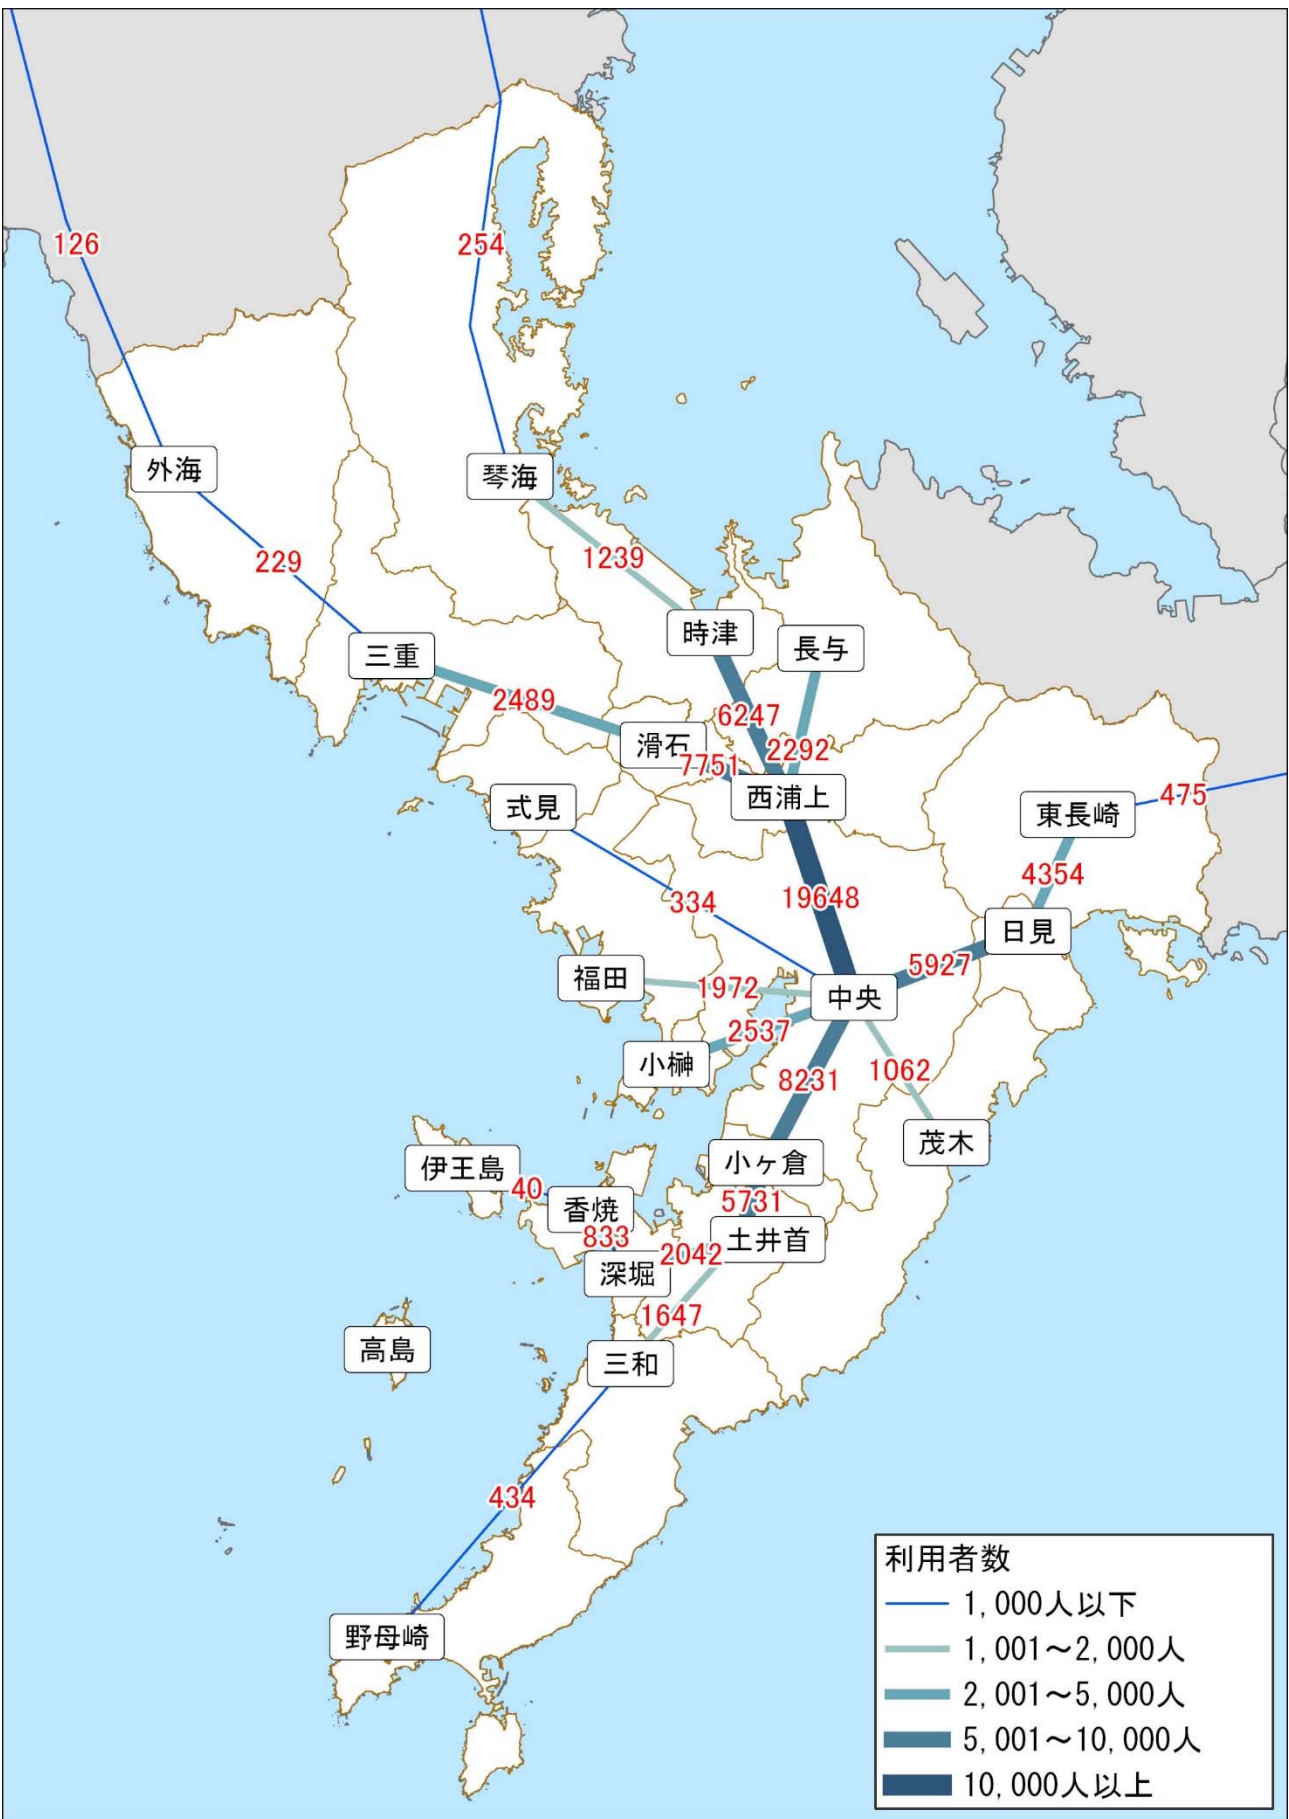 126
254
外海
琴海
229
1239
時津
長与
三重
2489
6247
2292
滑石
7751
西浦上
475
式見
東長崎
4354
334
19648
日見
5927
福田
1972
中央
2537
小榊
8231
1062
茂木
小ヶ倉
伊王島
40
香焼
5731
833
2042
土井首
深堀
1647
高島
三和
434
野母崎
利用者数
1,000人以下
1,001～2,000人
2,001～5,000人
5,001～10,000人
10,000人以上